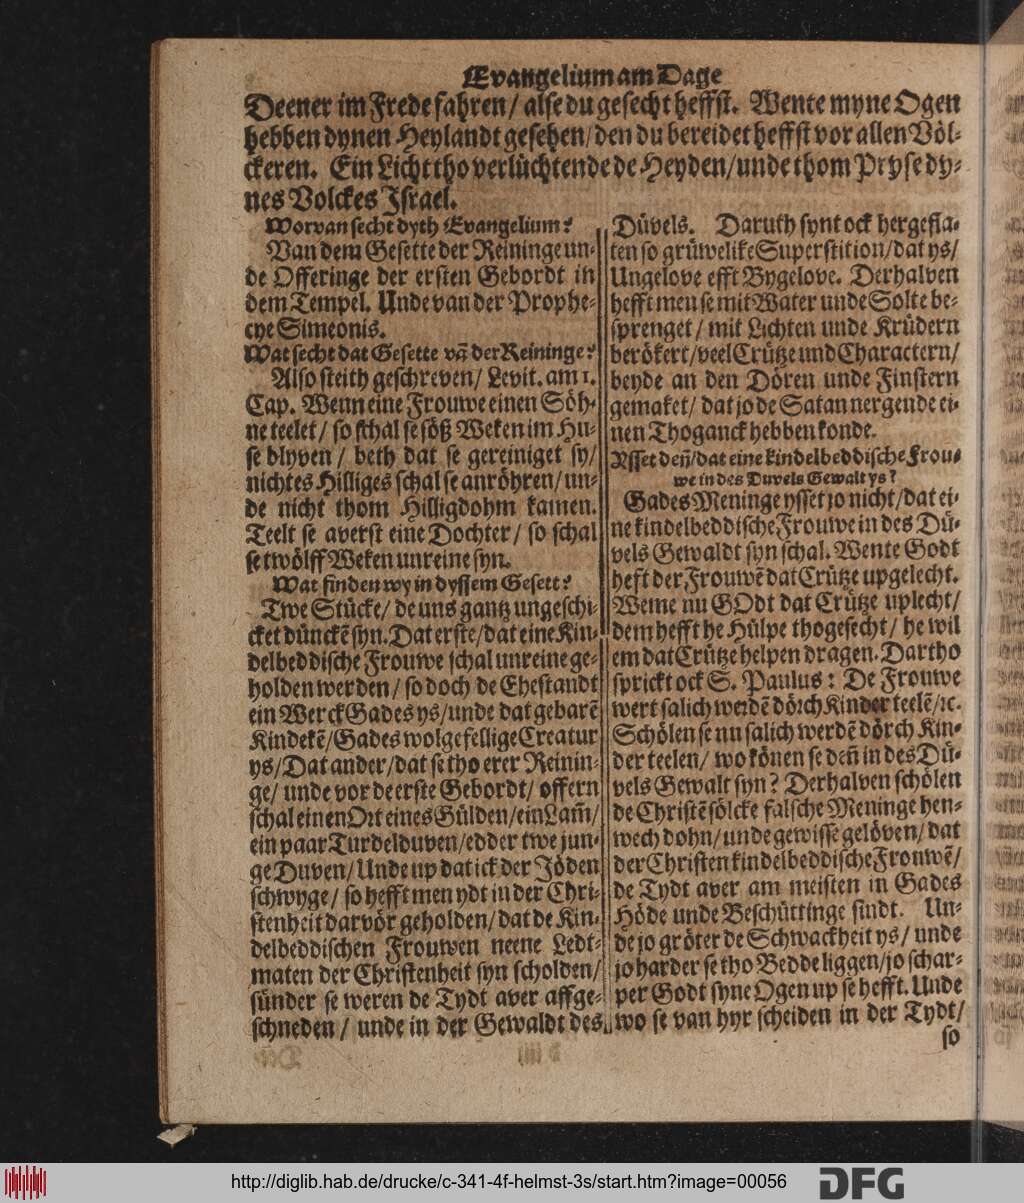 Evangelium am Dage
Deener im Frede fahren / alse du gesecht heffst. Wente myne Ogen
hebben dynen Heylandt gesehen / den du bereidet heffst vor allen Völ-
ckeren. Ein Licht tho verlüchtende de Heyden / unde thom Pryse dy-
nes Volckes Israel.
Worvan secht dyth Evangelium?
Van dem Gesette der Reininge un-
de Offeringe der ersten Gebordt in
dem Tempel. Unde van der Prophe-
cye Simeonis.
Wat secht dat Gesette vā der Reininge?
Also steith geschreven / Levit. am 1.
Cap. Wenn eine Frouwe einen Söh-
ne teelet / so schal se söß Weken im Hu-
se blyven / beth dat se gereiniget sy /
nichtes Hilliges schal se anröhren / un-
de nicht thom Hilligdohm kamen.
Teelt se averst eine Dochter / so schal
se twölff Weken unreine syn.
Wat finden wy in dyssem Gesett?
Twe Stücke / de uns gantz ungeschi-
cket dünckē syn. Dat erste / dat eine Kin-
delbeddische Frouwe schal unreine ge-
holden werden / so doch de Ehestandt
ein Werck Gades ys / unde dat gebarē
Kindekē / Gades wolgefellige Creatur
ys / Dat ander / dat se tho erer Reinin-
ge / unde vor de erste Gebordt / offern
schal einen Ort eines Gülden / ein Lam̄ /
ein paar Turdelduven / edder twe jun-
ge Duven / Unde up dat ick der Jöden
schwyge / so hefft men ydt in der Chri-
stenheit darvör geholden / dat de Kin-
delbeddischen Frouwen neene Ledt-
maten der Christenheit syn scholden /
sünder se weren de Tydt aver affge-
schneden / unde in der Gewaldt des
Düvels. Daruth synt ock hergefla-
ten so grüwelike Superstition / dat ys /
Ungelove efft Bygelove. Derhalven
hefft men se mit Water unde Solte be-
sprenget / mit Lichten unde Krüdern
berökert / veel Crütze und Charactern /
beyde an den Dören unde Finstern
gemaket / dat jo de Satan nergende ei-
nen Thoganck hebben konde.
Ysset deñ / dat eine kindelbeddische Frou-
we in des Duvels Gewalt ys?
Gades Meninge ysset jo nicht / dat ei-
ne kindelbeddische Frouwe in des Dü-
vels Gewaldt syn schal. Wente Godt
heft der Frouwē dat Crütze upgelecht.
Weme nu GOdt dat Crütze uplecht /
dem hefft he Hülpe thogesecht / he wil
em dat Crütze helpen dragen. Dartho
sprickt ock S. Paulus: De Frouwe
wert salich werdē dörch Kinder teelē / ꝛc.
Schölen se nu salich werdē dörch Kin-
der teelen / wo könen se deñ in des Dü-
vels Gewalt syn? Derhalven schölen
de Christē sölcke falsche Meninge hen-
wech dohn / unde gewisse gelöven / dat
der Christen kindelbeddische Fronwē /
de Tydt aver am meisten in Gades
Höde unde Beschüttinge sindt. Un-
de jo gröter de Schwackheit ys / unde
jo harder se tho Bedde liggen / jo schar-
per Godt syne Ogen up se hefft. Unde
wo se van hyr scheiden in der Tydt /
so
http://diglib.hab.de/drucke/c-341-4f-helmst-3s/start.htm?image=00056
DFG